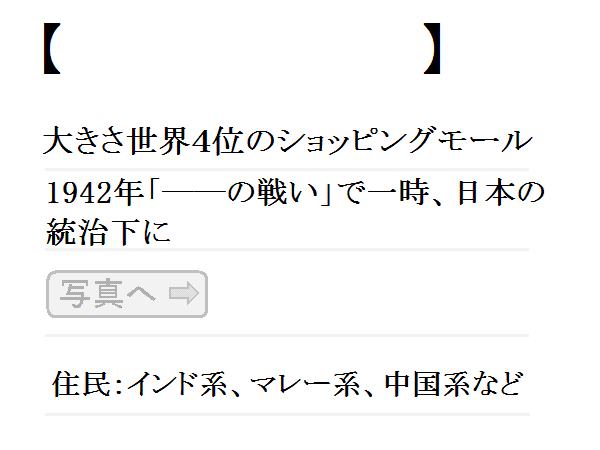 【　　　　　　　　】
大きさ世界４位のショッピングモール
1942年「――の戦い」で一時、日本の
統治下に
写真へ ⇨
住民：インド系、マレー系、中国系など